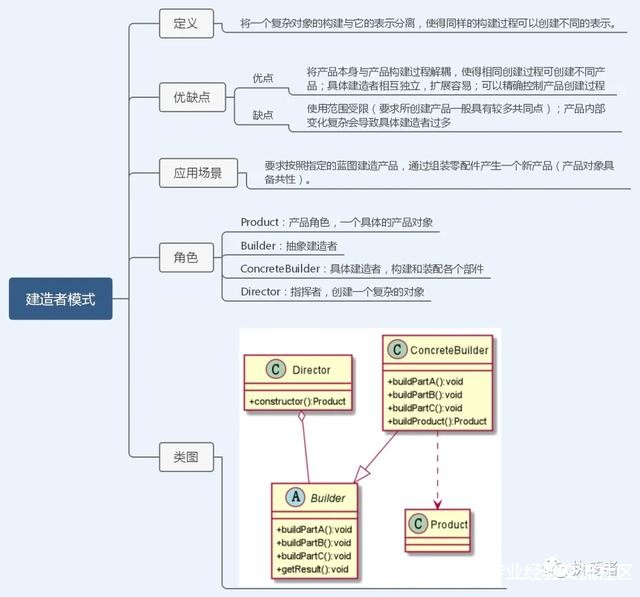 定义
将一个复杂对象的构建与它的表示分离，使得同样的构建过程可以创建不同的表示。
优缺点
优点
将产品本身与产品构建过程解耦，使得相同创建过程可创建不同产
品；具体建造者相互独立，扩展容易；可以精确控制产品创建过程
缺点
使用范围受限（要求所创建产品一般具有较多共同点）；产品内部
变化复杂会导致具体建造者过多
应用场景
要求按照指定的蓝图建造产品，通过组装零配件产生一个新产品（产品对象具
备共性）。
角色
Product：产品角色，一个具体的产品对象
Builder：抽象建造者
ConcreteBuilder：具体建造者，构建和装配各个部件
Director：指挥者，创建一个复杂的对象
建造者模式
类图
C Director
+constructor():Product
C ConcreteBuilder
+buildPartA():void
+buildPartB():void
+buildPartC():void
+buildProduct():Product
A Builder
+buildPartA():void
+buildPartB():void
+buildPartC():void
+getResult():void
C Product